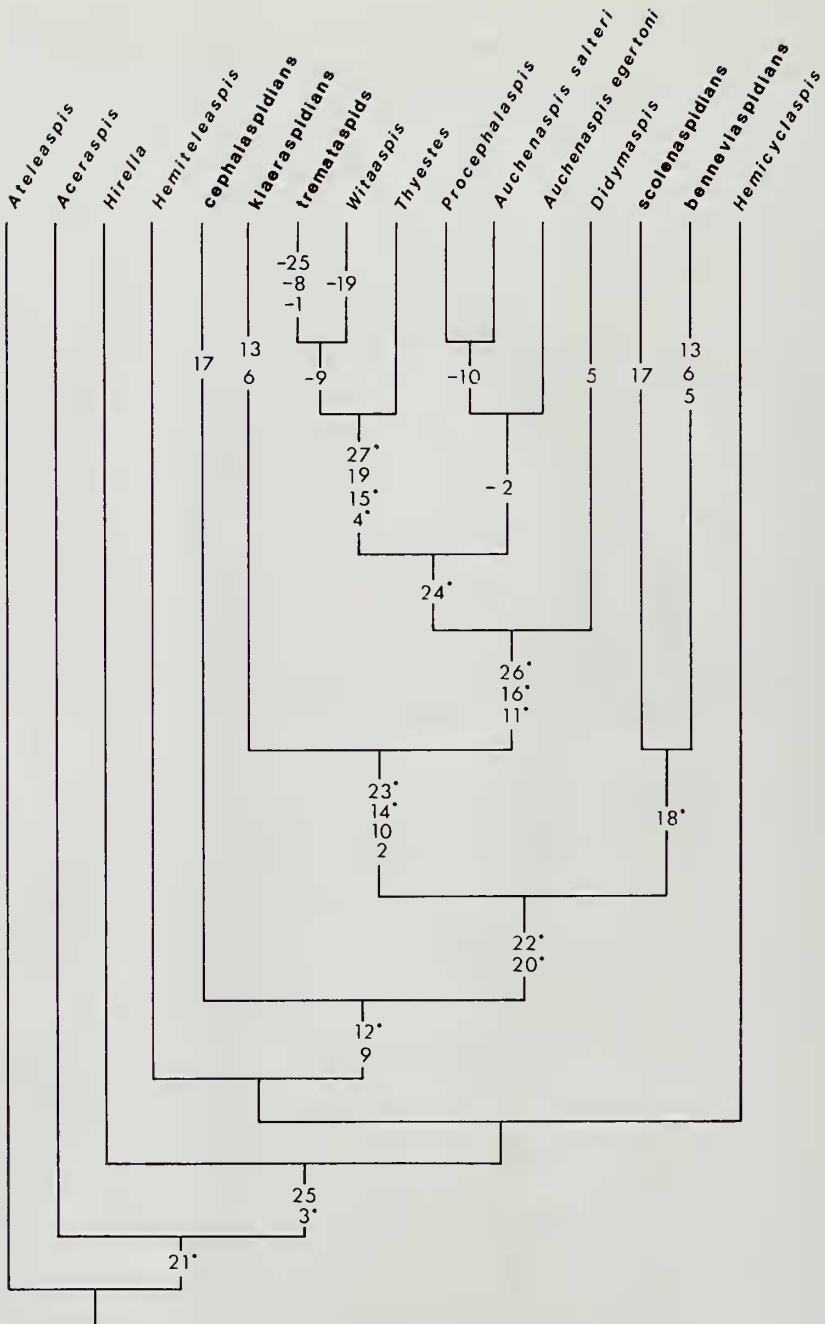 Ateleaspis
Aceraspis
Hirella
Hemiteleaspis
cephalaspidians
kiaeraspidians
tremataspids
Witaaspis
Thyestes
Procephalaspis
Auchenaspis salteri
Auchenaspis egertoni
Didymaspis
scolenaspidians
benneviaspidians
Hemicyclaspis
-25
-8
-1
-19
17
13
6
-9
-10
5
17
13
6
5
27•
19
15•
4•
-2
24•
26•
16•
11•
23•
14•
10
2
18•
22•
20•
12•
9
25
3•
21•